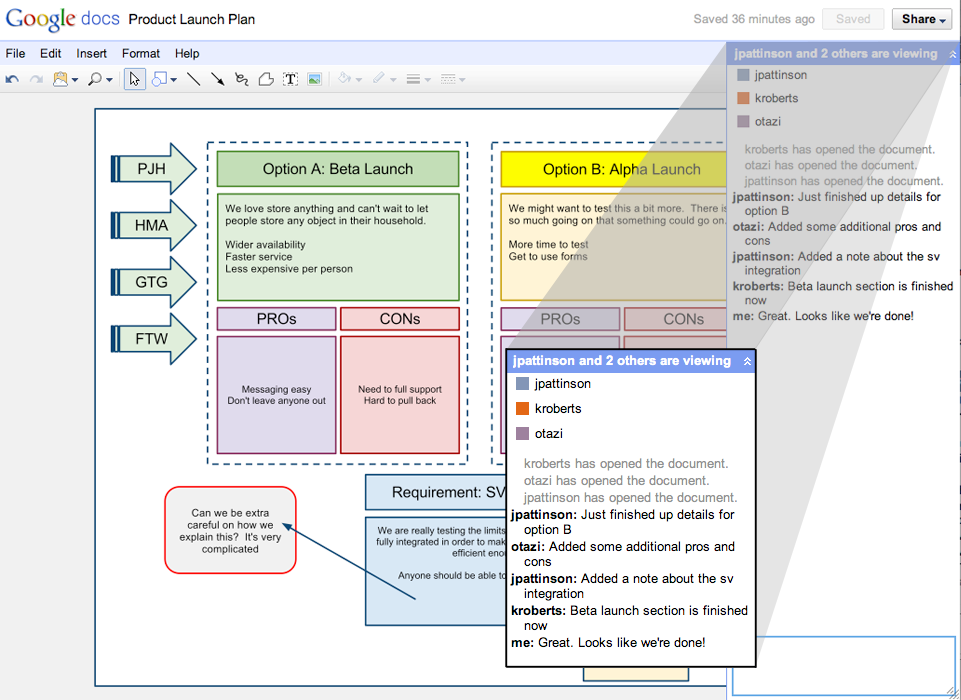 Google docs Product Launch Plan
Saved 36 minutes ago Saved Share
File Edit Insert Format Help
jpattinson and 2 others are viewing
jpattinson
kroberts
otazi
kroberts has opened the document.
otazi has opened the document.
jpattinson has opened the document.
jpattinson: Just finished up details for
option B
otazi: Added some additional pros and
cons
jpattinson: Added a note about the sv
integration
kroberts: Beta launch section is finished
now
me: Great. Looks like we're done!
PJH
HMA
GTG
FTW
Option A: Beta Launch
We love store anything and can't wait to let
people store any object in their household.
Wider availability
Faster service
Less expensive per person
PROs
CONs
Messaging easy
Don't leave anyone out
Need to full support
Hard to pull back
Option B: Alpha Launch
We might want to test this a bit more. There is
so much going on that something could go on.
More time to test
Get to use forms
PROs
CONs
Can we be extra
careful on how we
explain this? It's very
complicated
Requirement: SV
We are really testing the limits
fully integrated in order to mak
efficient enou
Anyone should be able to
jpattinson and 2 others are viewing
jpattinson
kroberts
otazi
kroberts has opened the document.
otazi has opened the document.
jpattinson has opened the document.
jpattinson: Just finished up details for
option B
otazi: Added some additional pros and
cons
jpattinson: Added a note about the sv
integration
kroberts: Beta launch section is finished
now
me: Great. Looks like we're done!